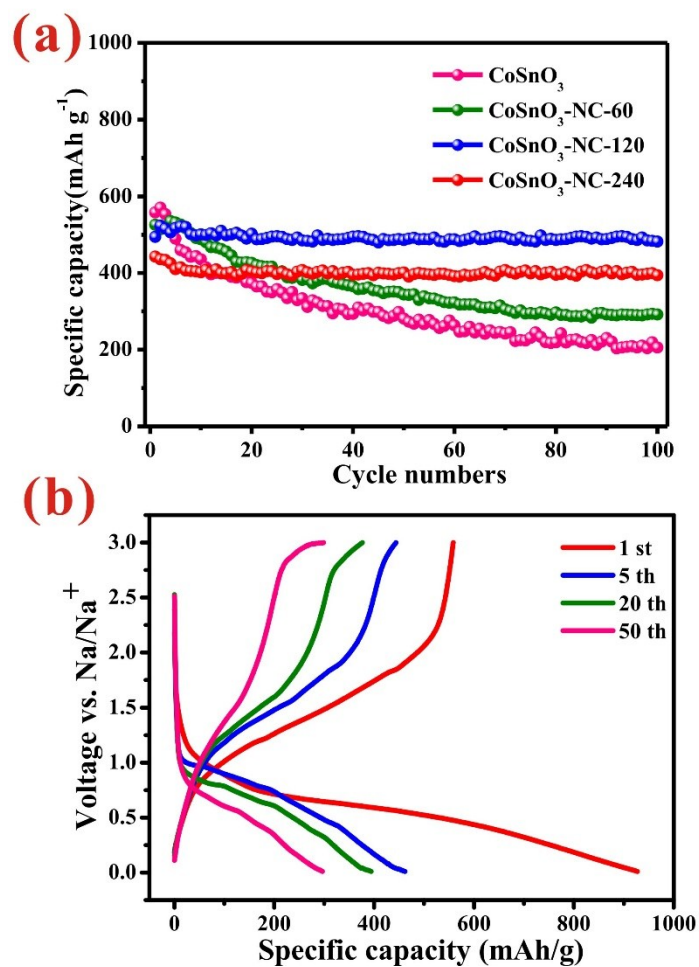 (a)
1000
800
600
400
200
0
Specific capacity(mAh g⁻¹)
CoSnO₃
CoSnO₃-NC-60
CoSnO₃-NC-120
CoSnO₃-NC-240
0 20 40 60 80 100
Cycle numbers
(b)
3.0
2.5
2.0
1.5
1.0
0.5
0.0
Voltage vs. Na/Na⁺
1 st
5 th
20 th
50 th
0 200 400 600 800 1000
Specific capacity (mAh/g)